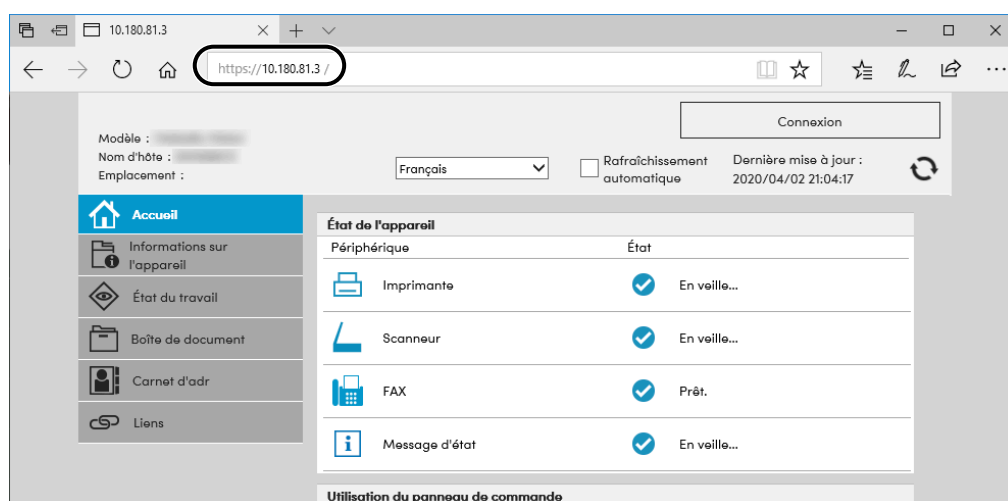 10.180.81.3
https://10.180.81.3 /
Connexion
Modèle :
Nom d'hôte :
Emplacement :
Français
Rafraîchissement
automatique
Dernière mise à jour :
2020/04/02 21:04:17
Accueil
Informations sur
l'appareil
État du travail
Boîte de document
Carnet d'adr
Liens
État de l'appareil
Périphérique État
Imprimante En veille...
Scanneur En veille...
FAX Prêt.
Message d'état En veille...
Utilisation du panneau de commande